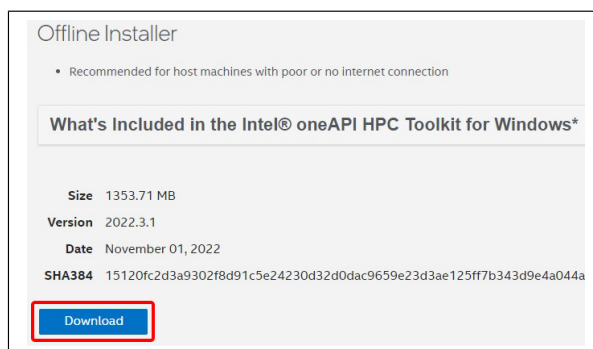 Offline Installer
• Recommended for host machines with poor or no internet connection
What's Included in the Intel® oneAPI HPC Toolkit for Windows*
Size 1353.71 MB
Version 2022.3.1
Date November 01, 2022
SHA384 15120fc2d3a9302f8d91c5e24230d32d0dac9659e23d3ae125ff7b343d9e4a044a
Download